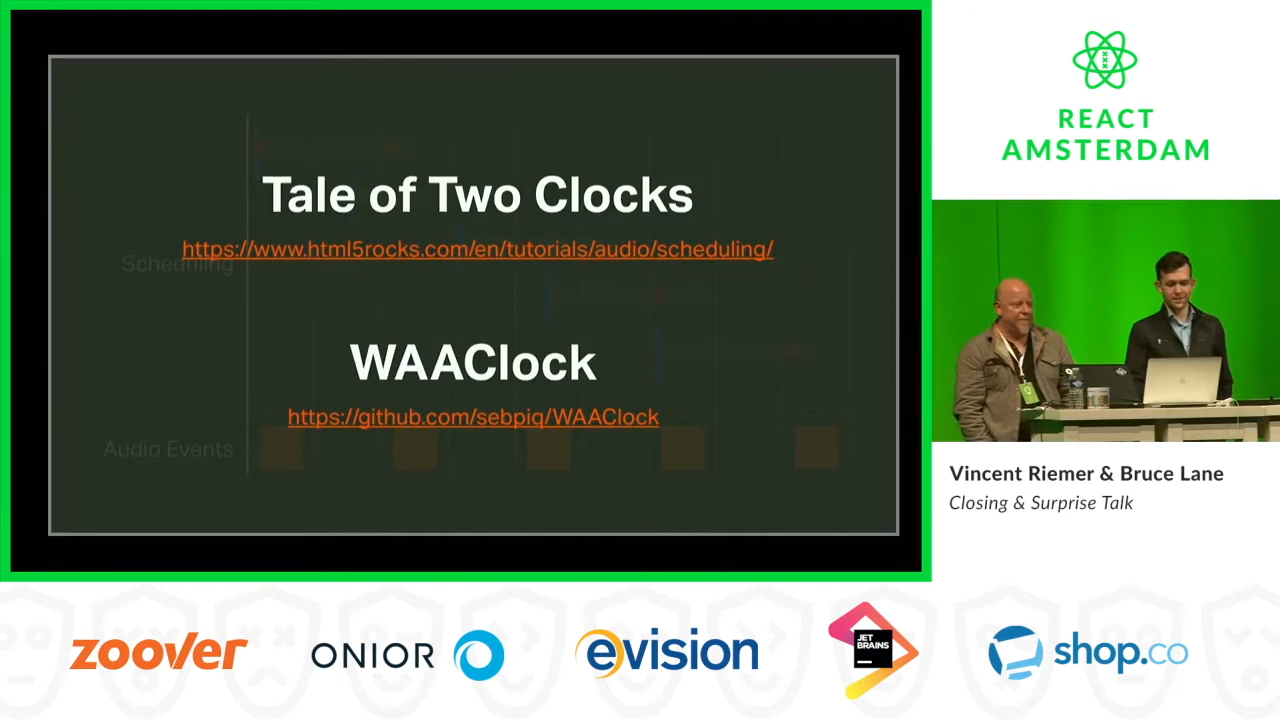 Tale of Two Clocks
https://www.html5rocks.com/en/tutorials/audio/scheduling/
Scheduling
WAAClock
https://github.com/sebpiq/WAAClock
Audio Events
REACT
AMSTERDAM
Vincent Riemer & Bruce Lane
Closing & Surprise Talk
zoover
ONIOR
evision
JET
BRAINS
shop.co